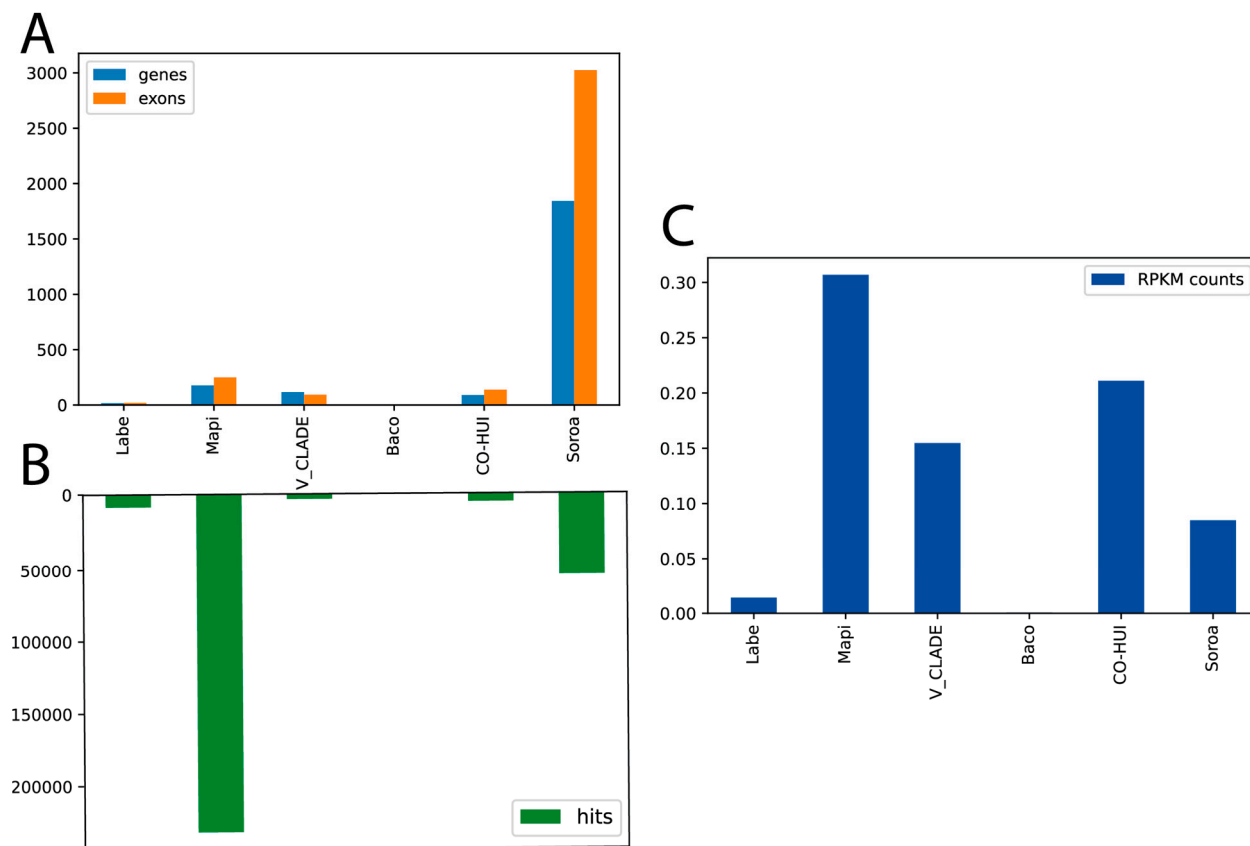 A
3000
2500
2000
1500
1000
500
0
genes
exons
Labe
Mapi
V_CLADE
Baco
CO-HUI
Soroa
B
0
50000
100000
150000
200000
hits
C
0.30
0.25
0.20
0.15
0.10
0.05
0.00
RPKM counts
Labe
Mapi
V_CLADE
Baco
CO-HUI
Soroa